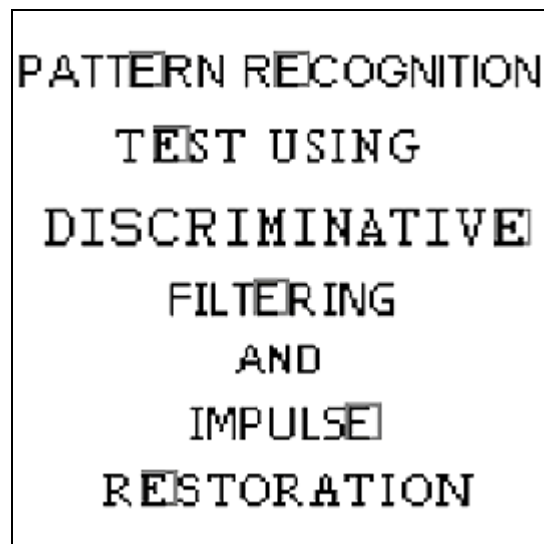 PATTERN RECOGNITION
TEST USING
DISCRIMINATIVE
FILTERING
AND
IMPULSE
RESTORATION